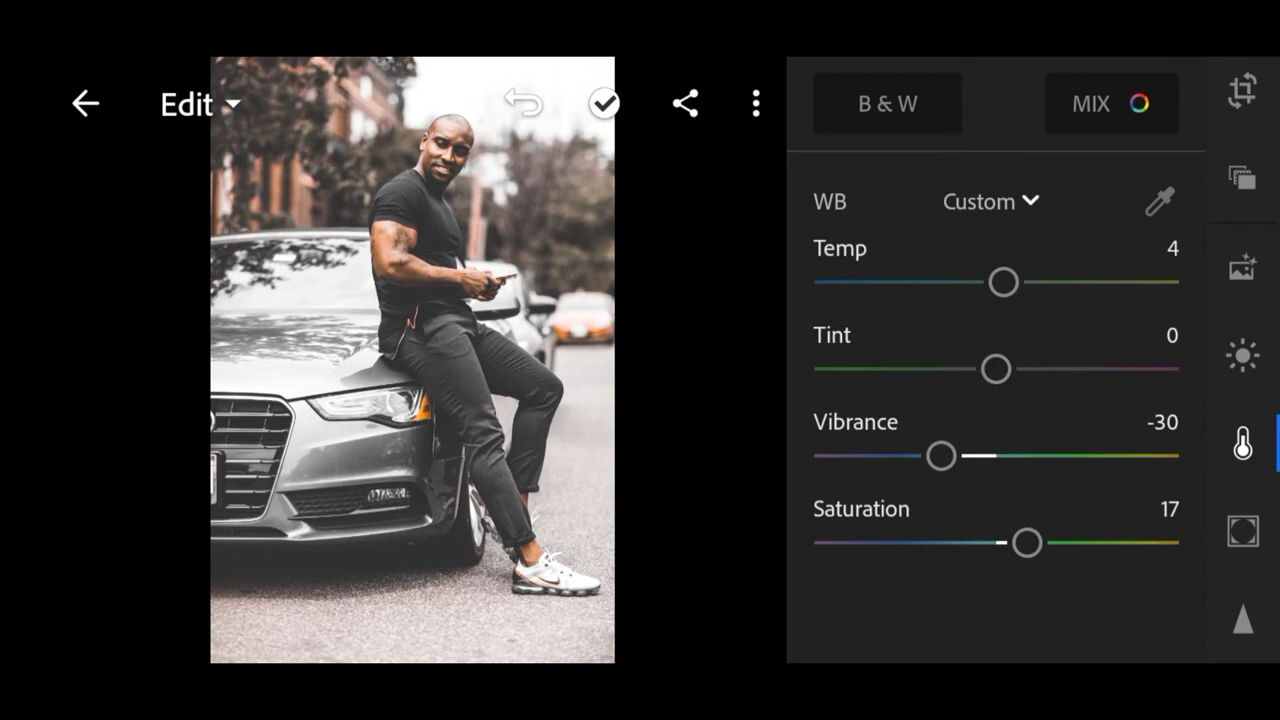 Edit
B & W
MIX
WB
Custom
Temp
4
Tint
0
Vibrance
-30
Saturation
17